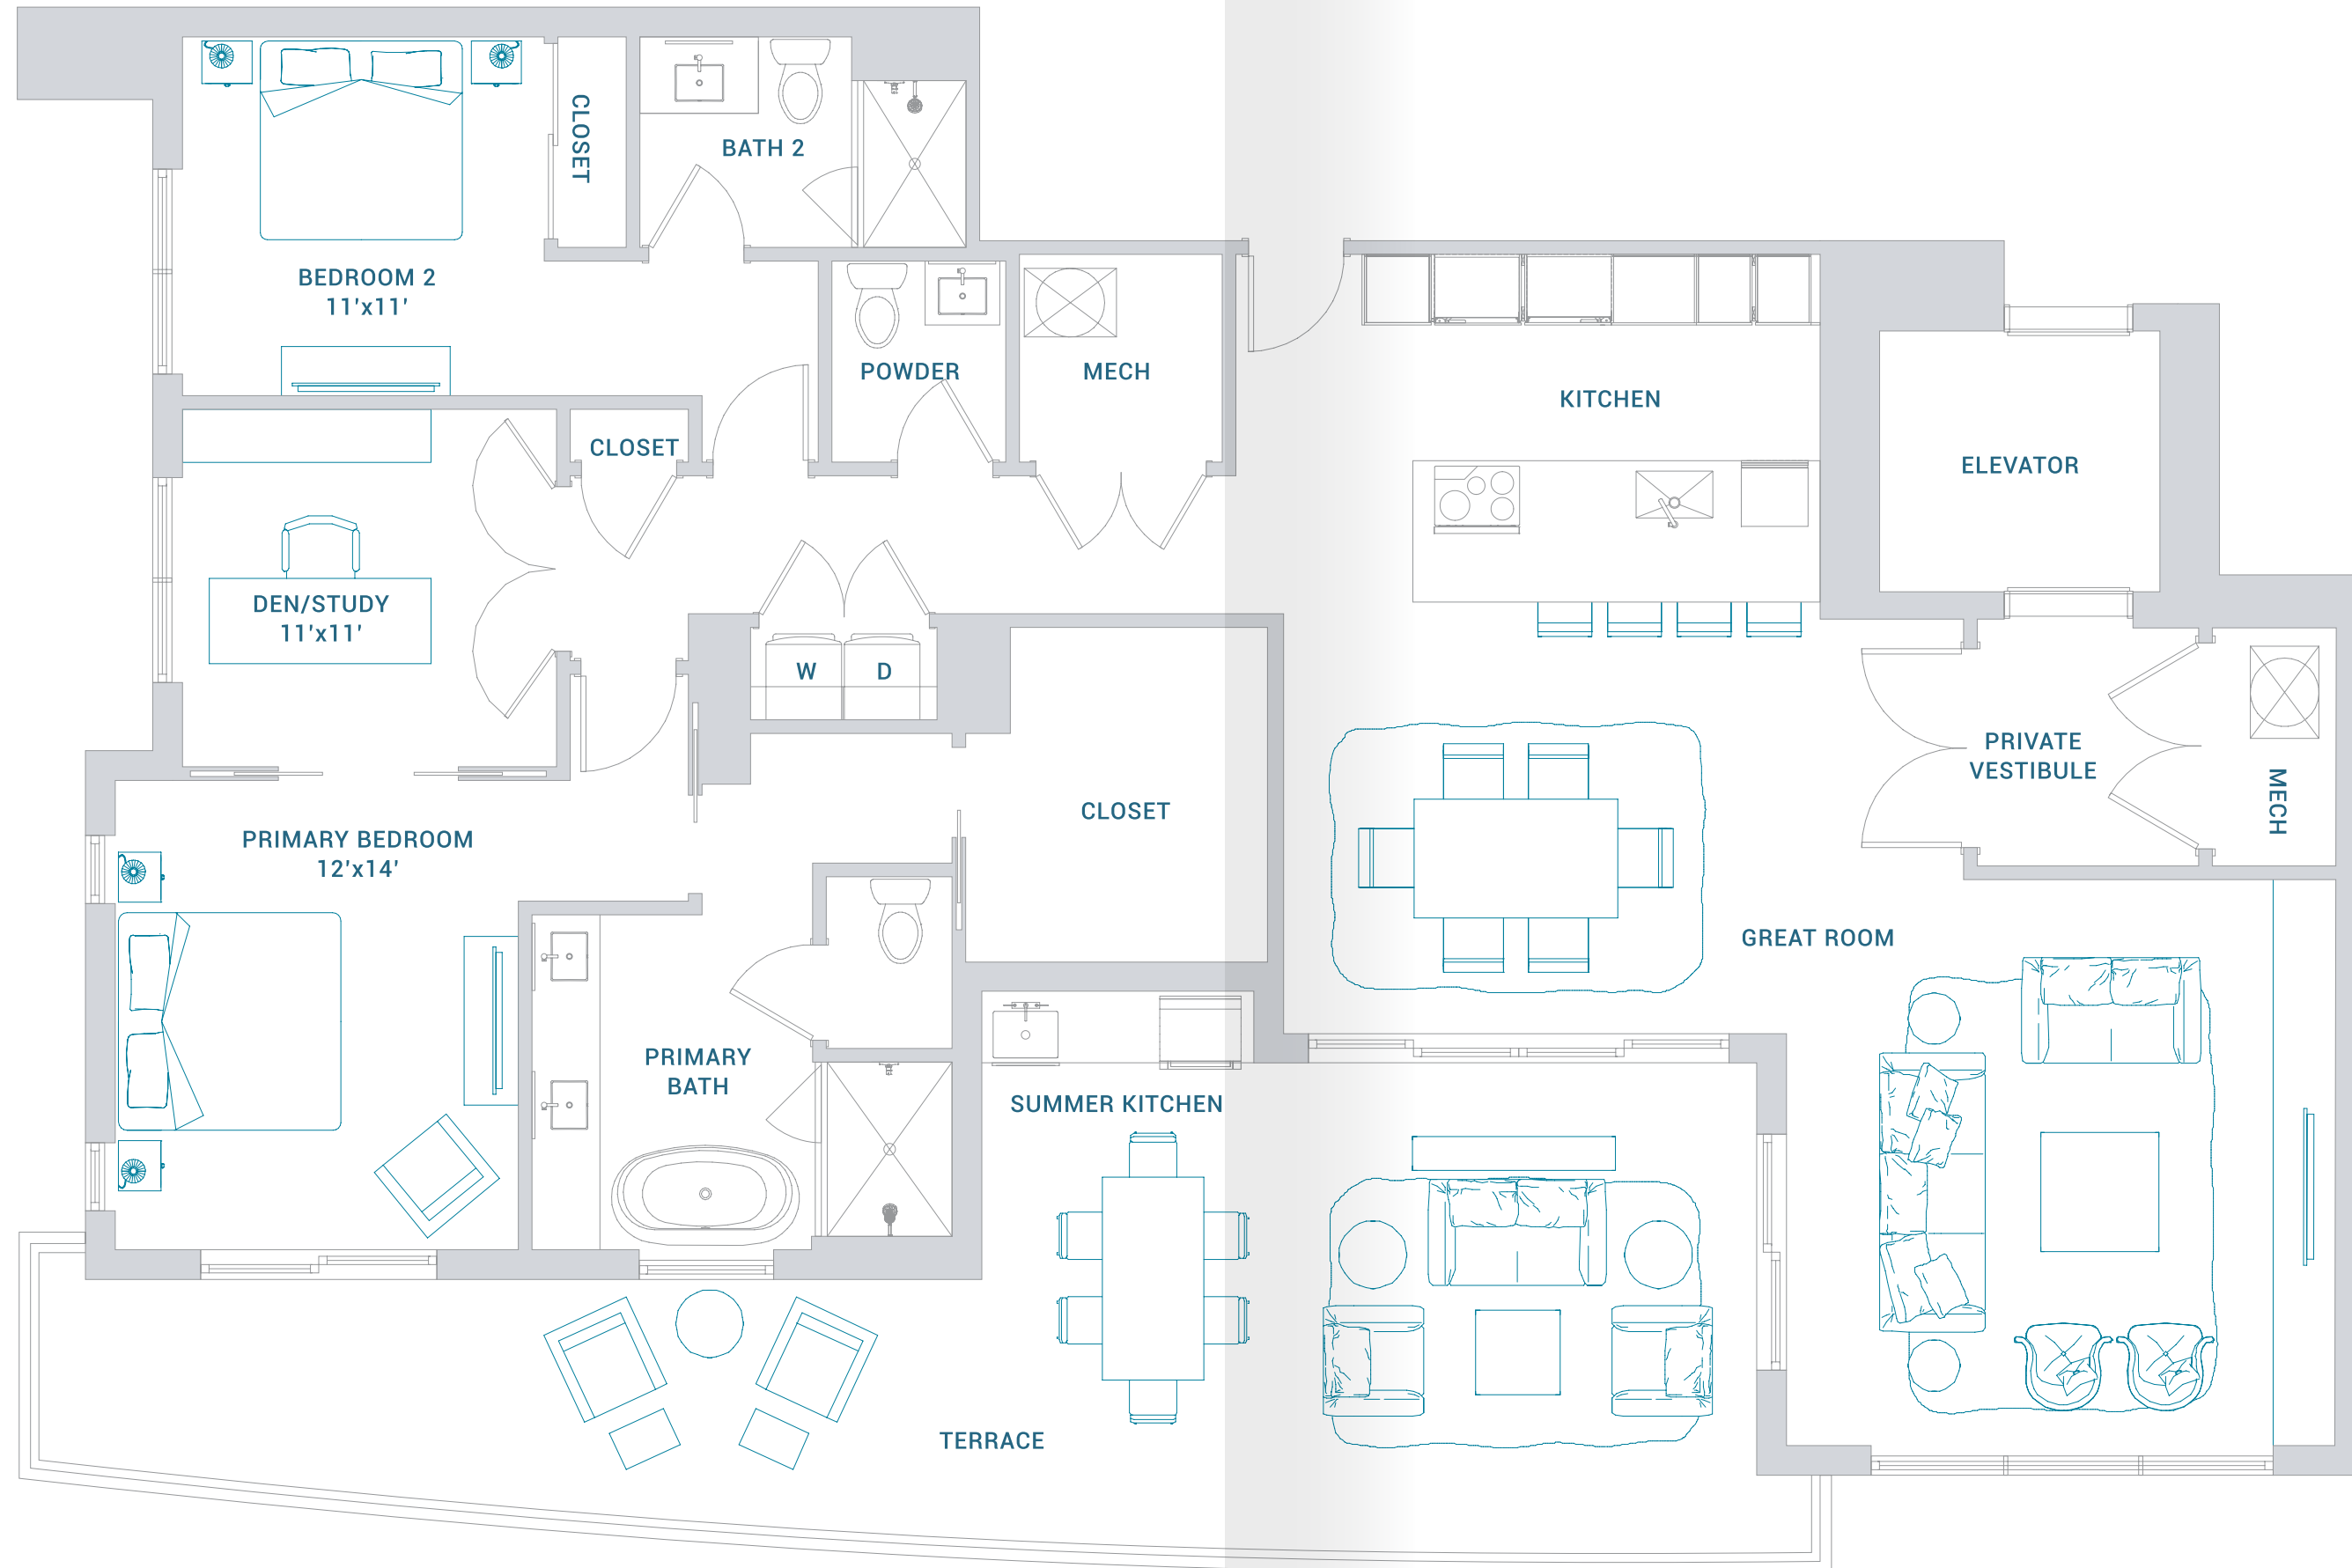 CLOSET
BATH 2
BEDROOM 2
11'x11'
POWDER
MECH
KITCHEN
CLOSET
ELEVATOR
DEN/STUDY
11'x11'
W
D
PRIVATE
VESTIBULE
MECH
CLOSET
PRIMARY BEDROOM
12'x14'
GREAT ROOM
PRIMARY
BATH
SUMMER KITCHEN
TERRACE